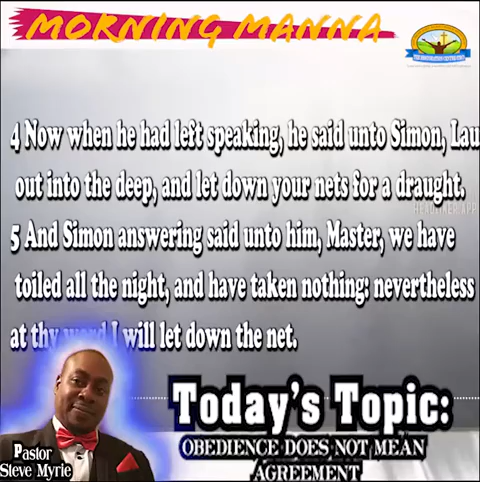 MORNING MANNA
4 Now when he had left speaking, he said unto Simon, Lau
out into the deep, and let down your nets for a draught.
HEADLINER.APP
5 And Simon answering said unto him, Master, we have
toiled all the night, and have taken nothing: nevertheless
at thy word I will let down the net.
Today's Topic:
OBEDIENCE DOES NOT MEAN
AGREEMENT
Pastor
Steve Myrie